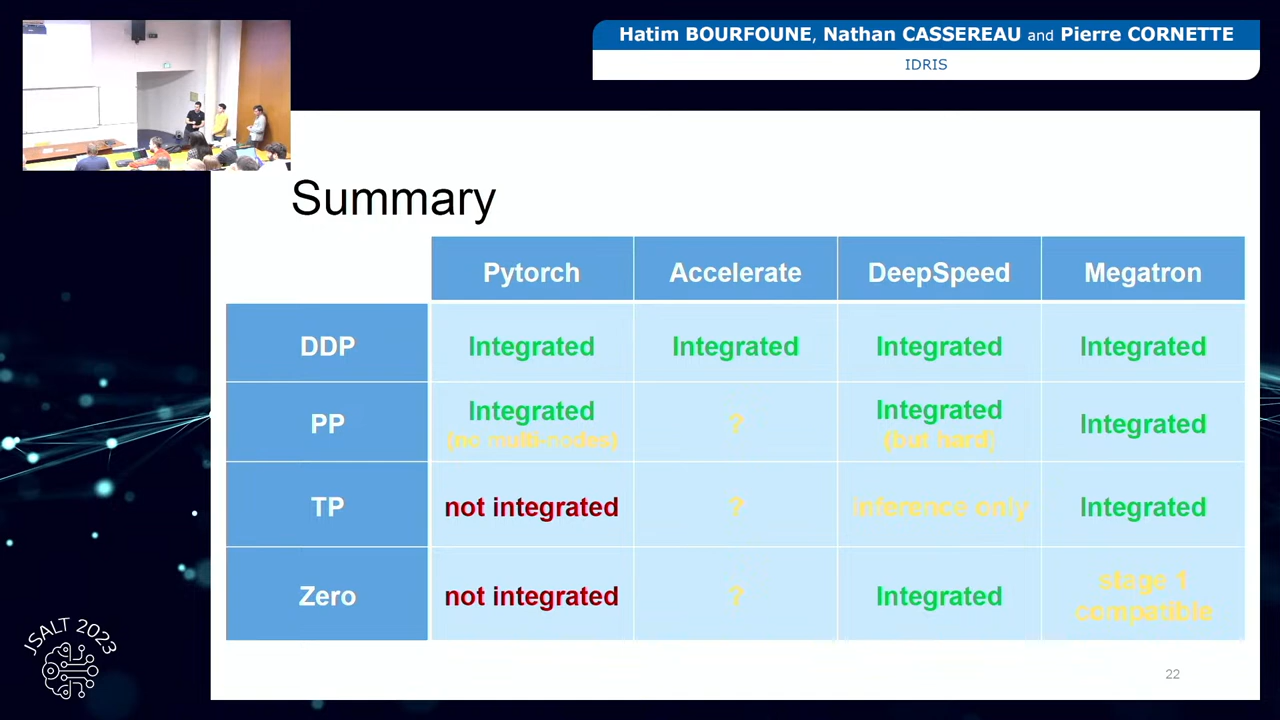 Hatim BOURFOUNE, Nathan CASSEREAU and Pierre CORNETTE
IDRIS
Summary
Pytorch Accelerate DeepSpeed Megatron
DDP Integrated Integrated Integrated Integrated
PP Integrated ? Integrated Integrated
(no multi-nodes) (but hard)
TP not integrated ? Inference only Integrated
Zero not integrated ? Integrated stage 1
compatible
JSALT 2023
22